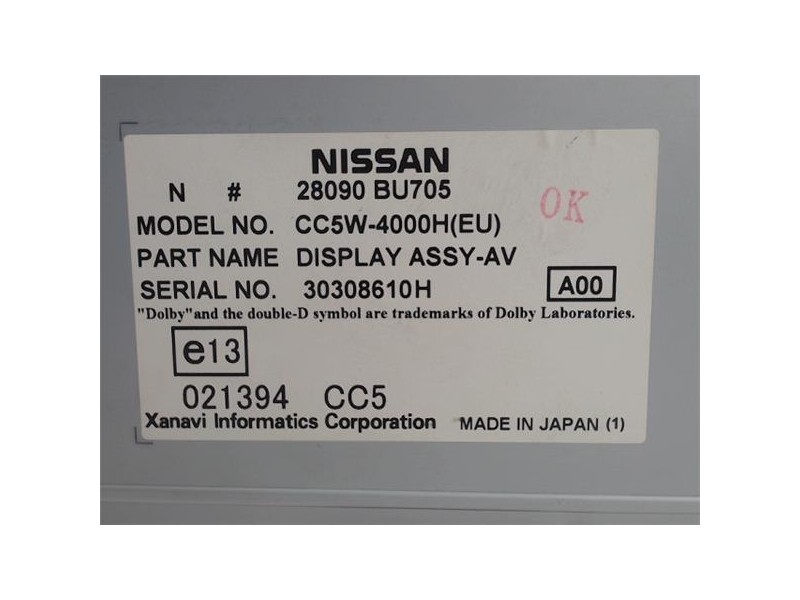 NISSAN
N # 28090 BU705
OK
MODEL NO. CC5W-4000H(EU)
PART NAME DISPLAY ASSY-AV
SERIAL NO. 30308610H A00
"Dolby"and the double-D symbol are trademarks of Dolby Laboratories.
e13
021394 CC5
Xanavi Informatics Corporation MADE IN JAPAN (1)